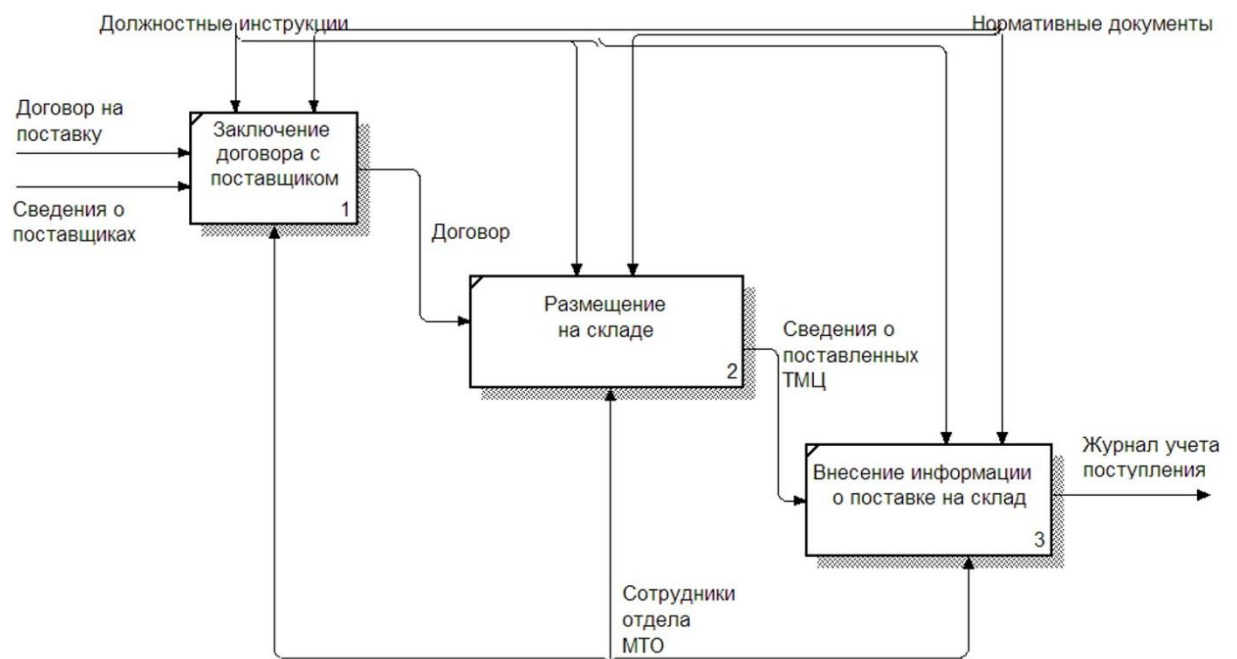 Должностные инструкции
Нормативные документы
Договор на
поставку
Сведения о
поставщиках
Заключение
договора с
поставщиком
1
Договор
Размещение
на складе
2
Сведения о
поставленных
ТМЦ
Внесение информации
о поставке на склад
3
Журнал учета
поступления
Сотрудники
отдела
МТО